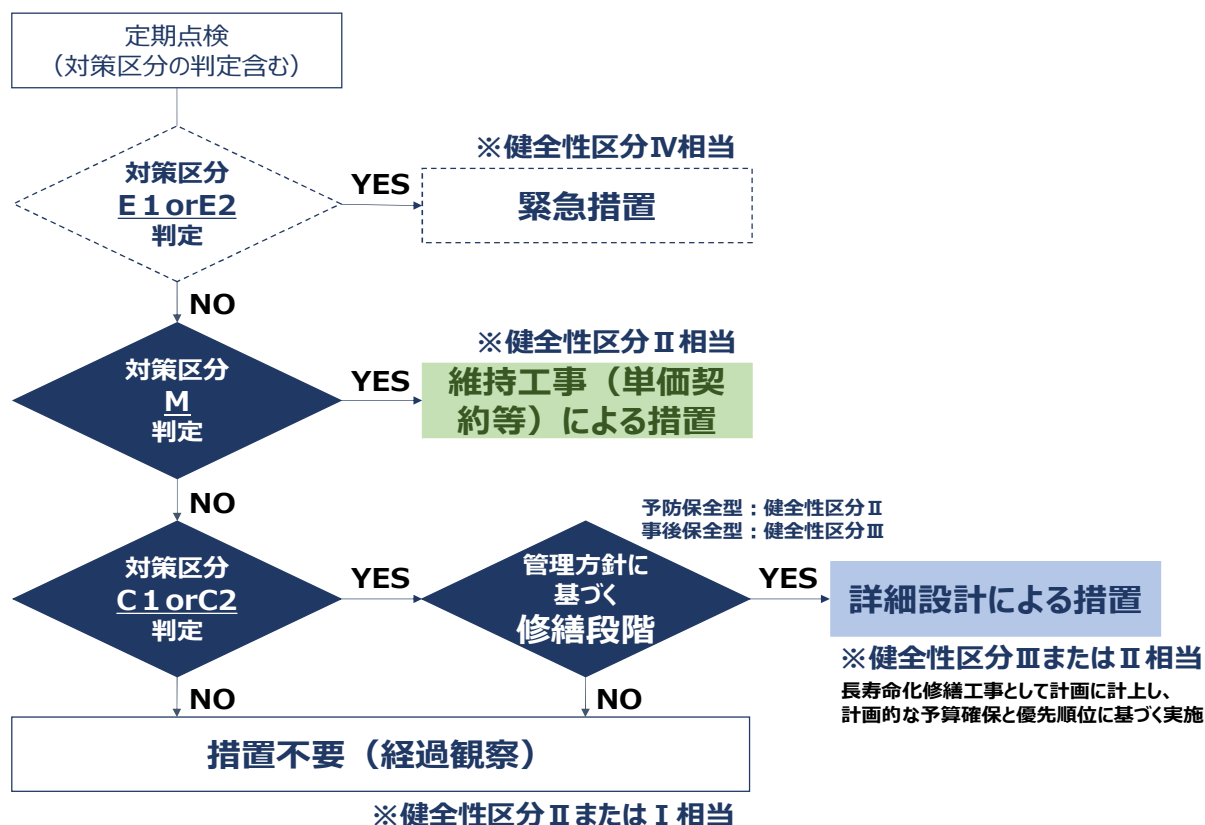 定期点検
（対策区分の判定含む）
対策区分
E１orE2
判定
YES
※健全性区分Ⅳ相当
緊急措置
NO
対策区分
M
判定
YES
※健全性区分Ⅱ相当
維持工事（単価契
約等）による措置
NO
対策区分
C１orC2
判定
YES
予防保全型：健全性区分Ⅱ
事後保全型：健全性区分Ⅲ
管理方針に
基づく
修繕段階
YES
詳細設計による措置
※健全性区分ⅢまたはⅡ相当
長寿命化修繕工事として計画に計上し、
計画的な予算確保と優先順位に基づく実施
NO
NO
措置不要（経過観察）
※健全性区分ⅡまたはⅠ相当